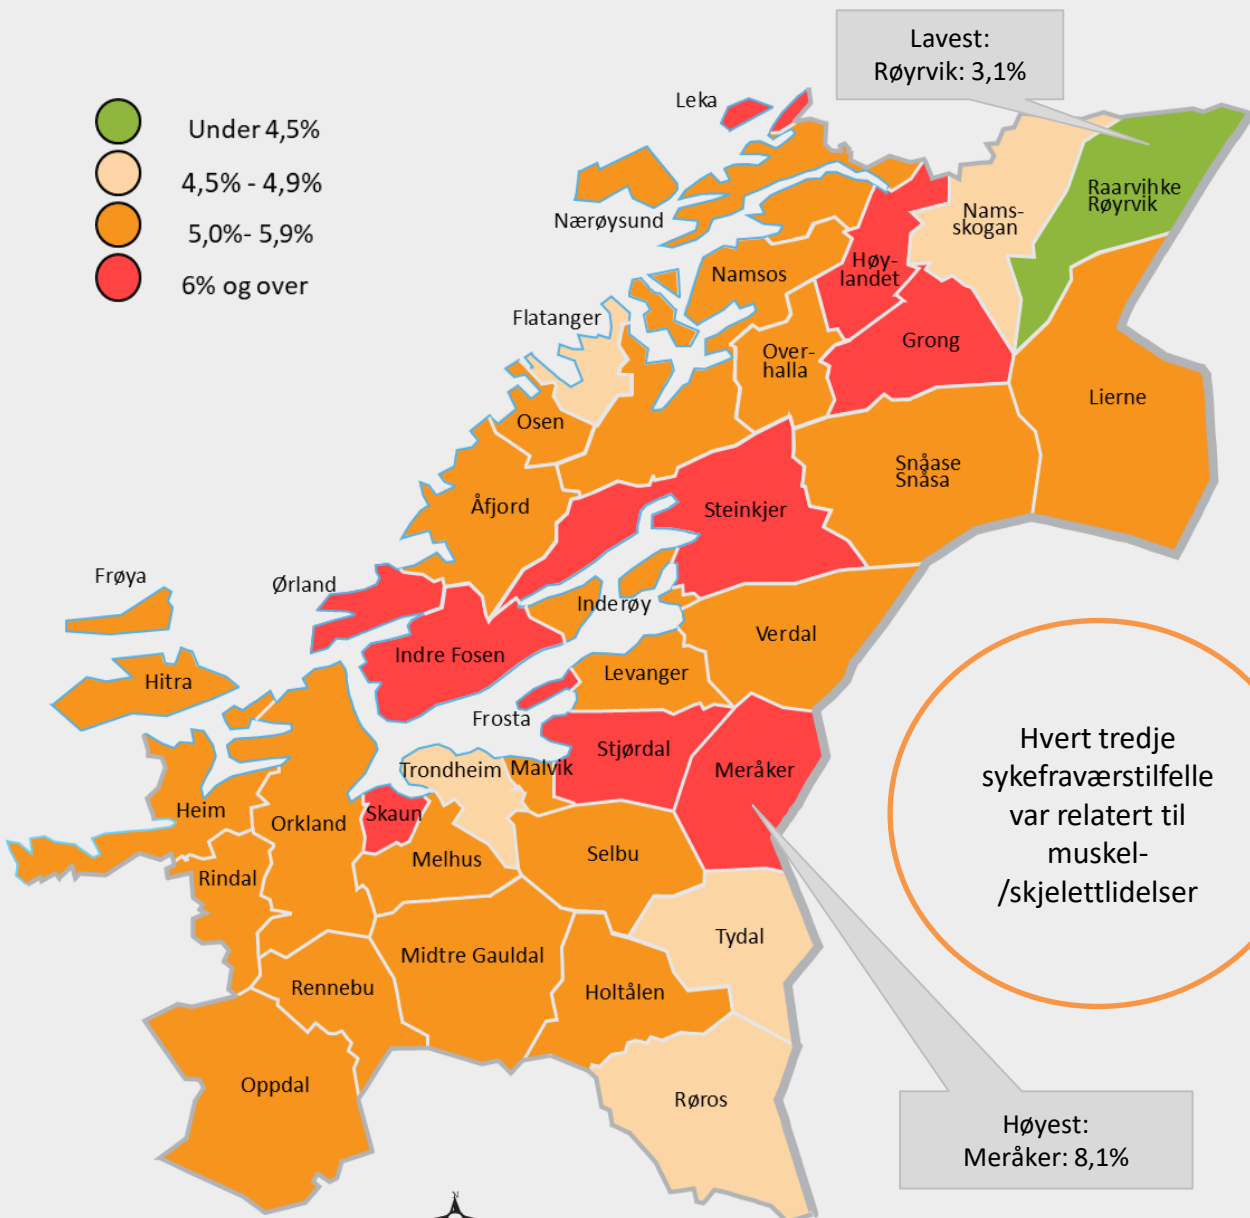 Lavest:
Røyrvik: 3,1%
Under 4,5%
4,5% - 4,9%
5,0%- 5,9%
6% og over
Leka
Nærøysund
Raarvihke
Røyrvik
Nams-
skogan
Høy-
landet
Namsos
Flatanger
Grong
Over-
halla
Lierne
Osen
Snåase
Snåsa
Åfjord
Steinkjer
Frøya
Ørland
Inderøy
Verdal
Indre Fosen
Hitra
Levanger
Frosta
Stjørdal
Trondheim
Malvik
Meråker
Heim
Orkland
Skaun
Melhus
Selbu
Rindal
Tydal
Midtre Gauldal
Rennebu
Holtålen
Oppdal
Røros
Hvert tredje
sykefraværstilfelle
var relatert til
muskel-
/skjelettlidelser
Høyest:
Meråker: 8,1%
N